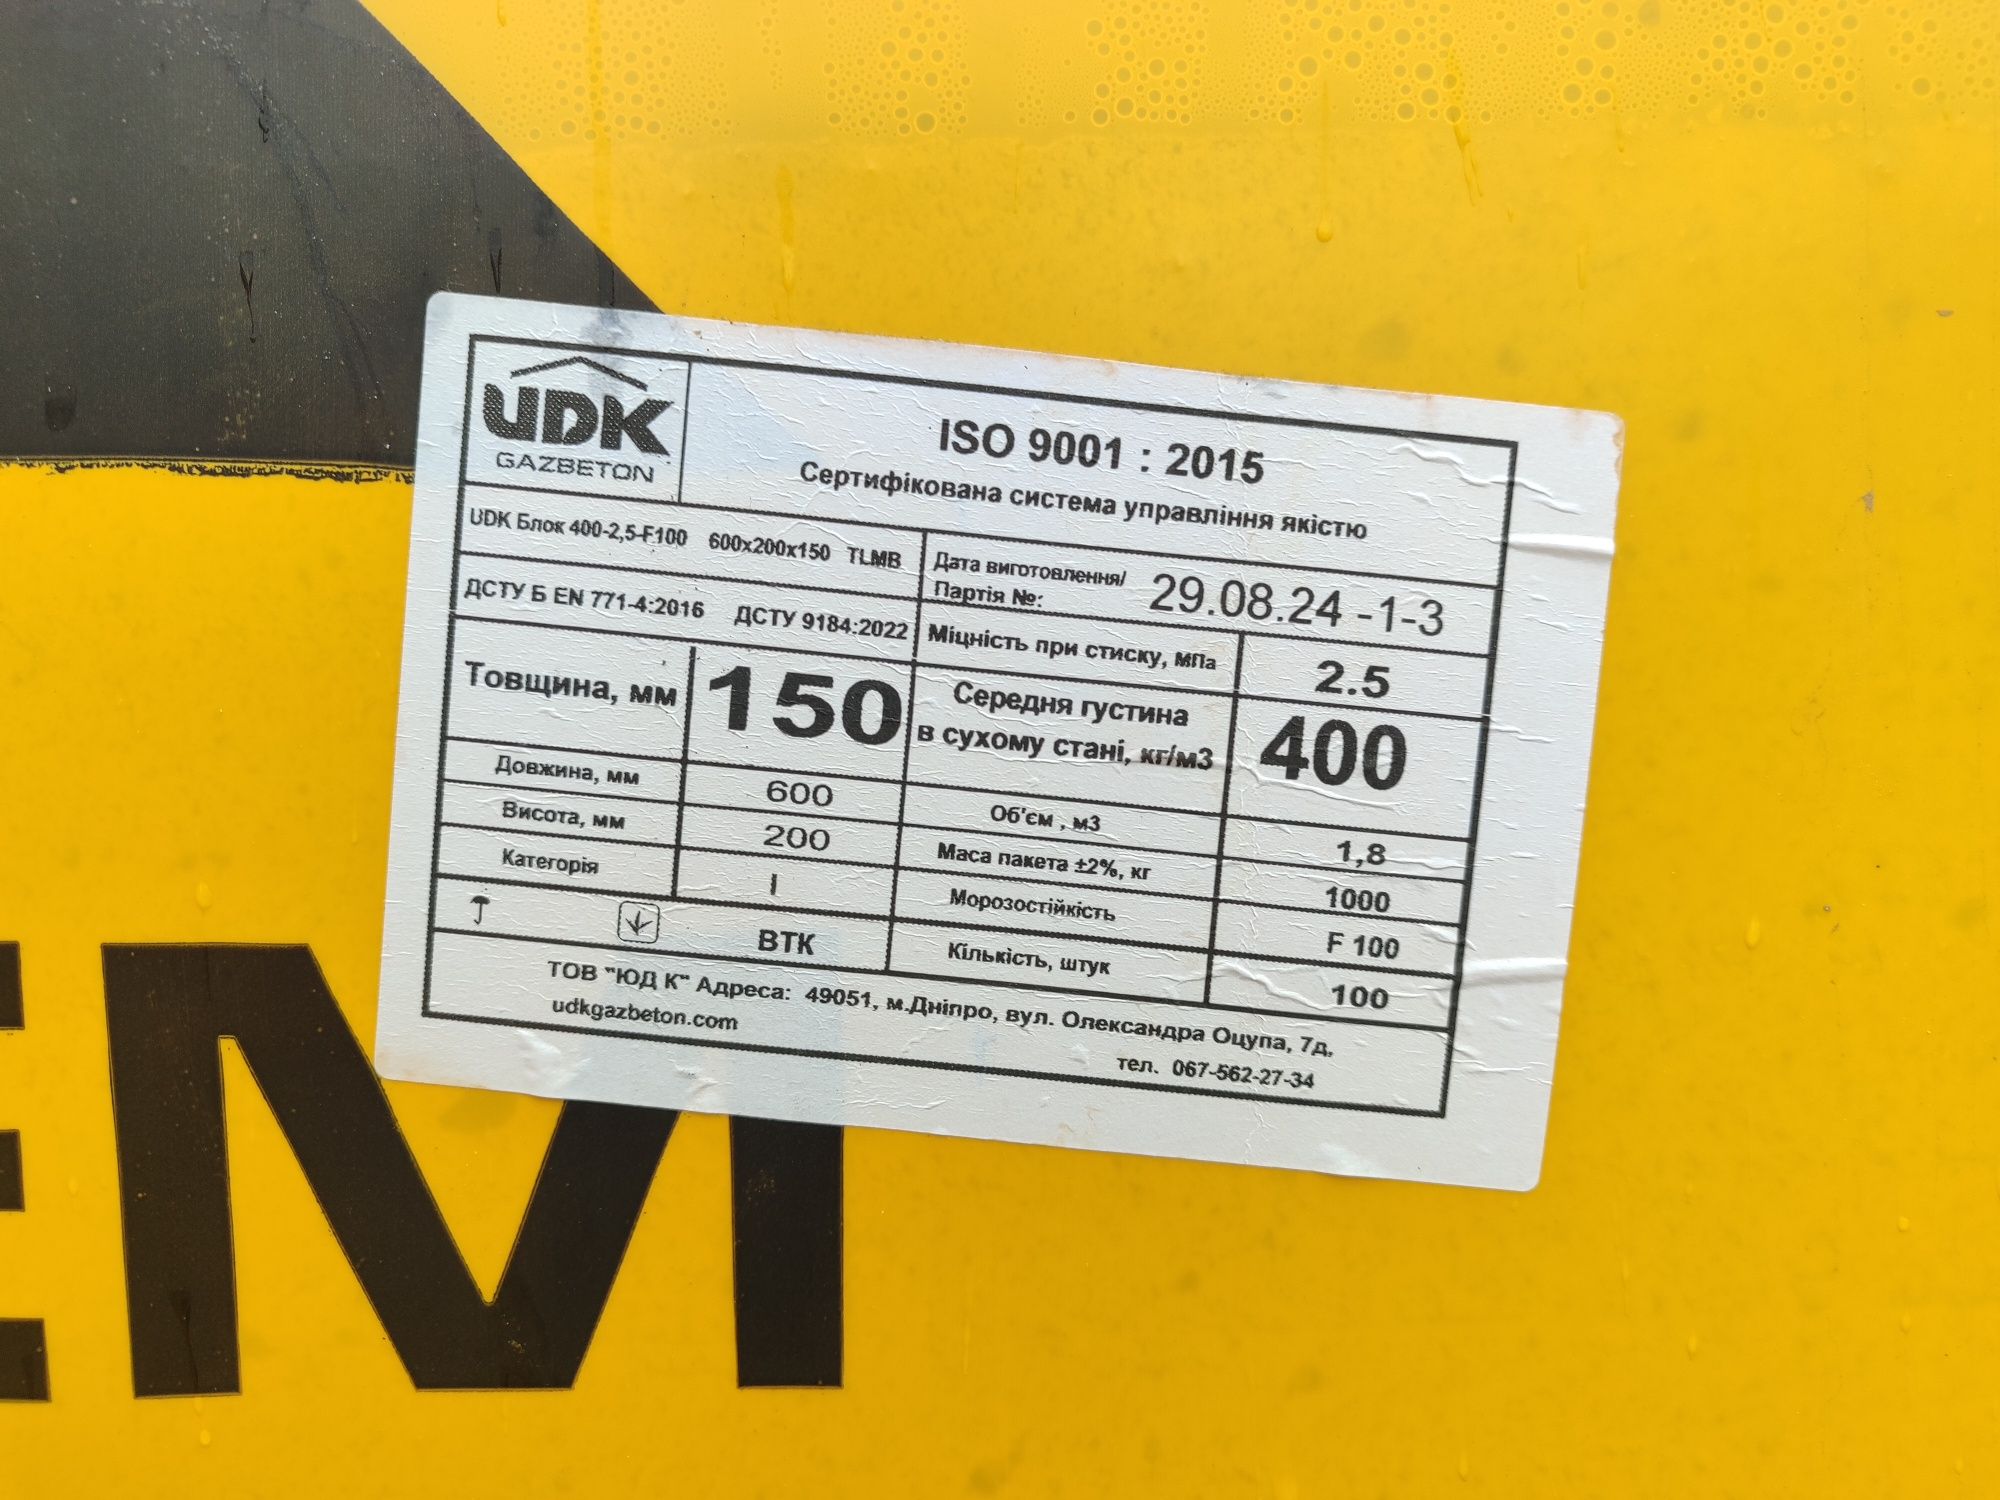 UDK
GAZBETON
ISO 9001 : 2015
Сертифікована система управління якістю
UDK Блок 400-2,5-F100 600x200x150 TLMB
Дата виготовлення/
Партія №:
29.08.24 -1-3
ДСТУ Б EN 771-4:2016 ДСТУ 9184:2022
Міцність при стиску, мПа
2.5
Товщина, мм
150
Середня густина
в сухому стані, кг/м3
400
Довжина, мм
600
Об'єм , м3
1,8
Висота, мм
200
Маса пакета ±2%, кг
1000
Категорія
I
Морозостійкість
F 100
ВТК
Кількість, штук
100
ТОВ "ЮД К" Адреса: 49051, м.Дніпро, вул. Олександра Оцупа, 7д,
udkgazbeton.com
тел. 067-562-27-34
EM